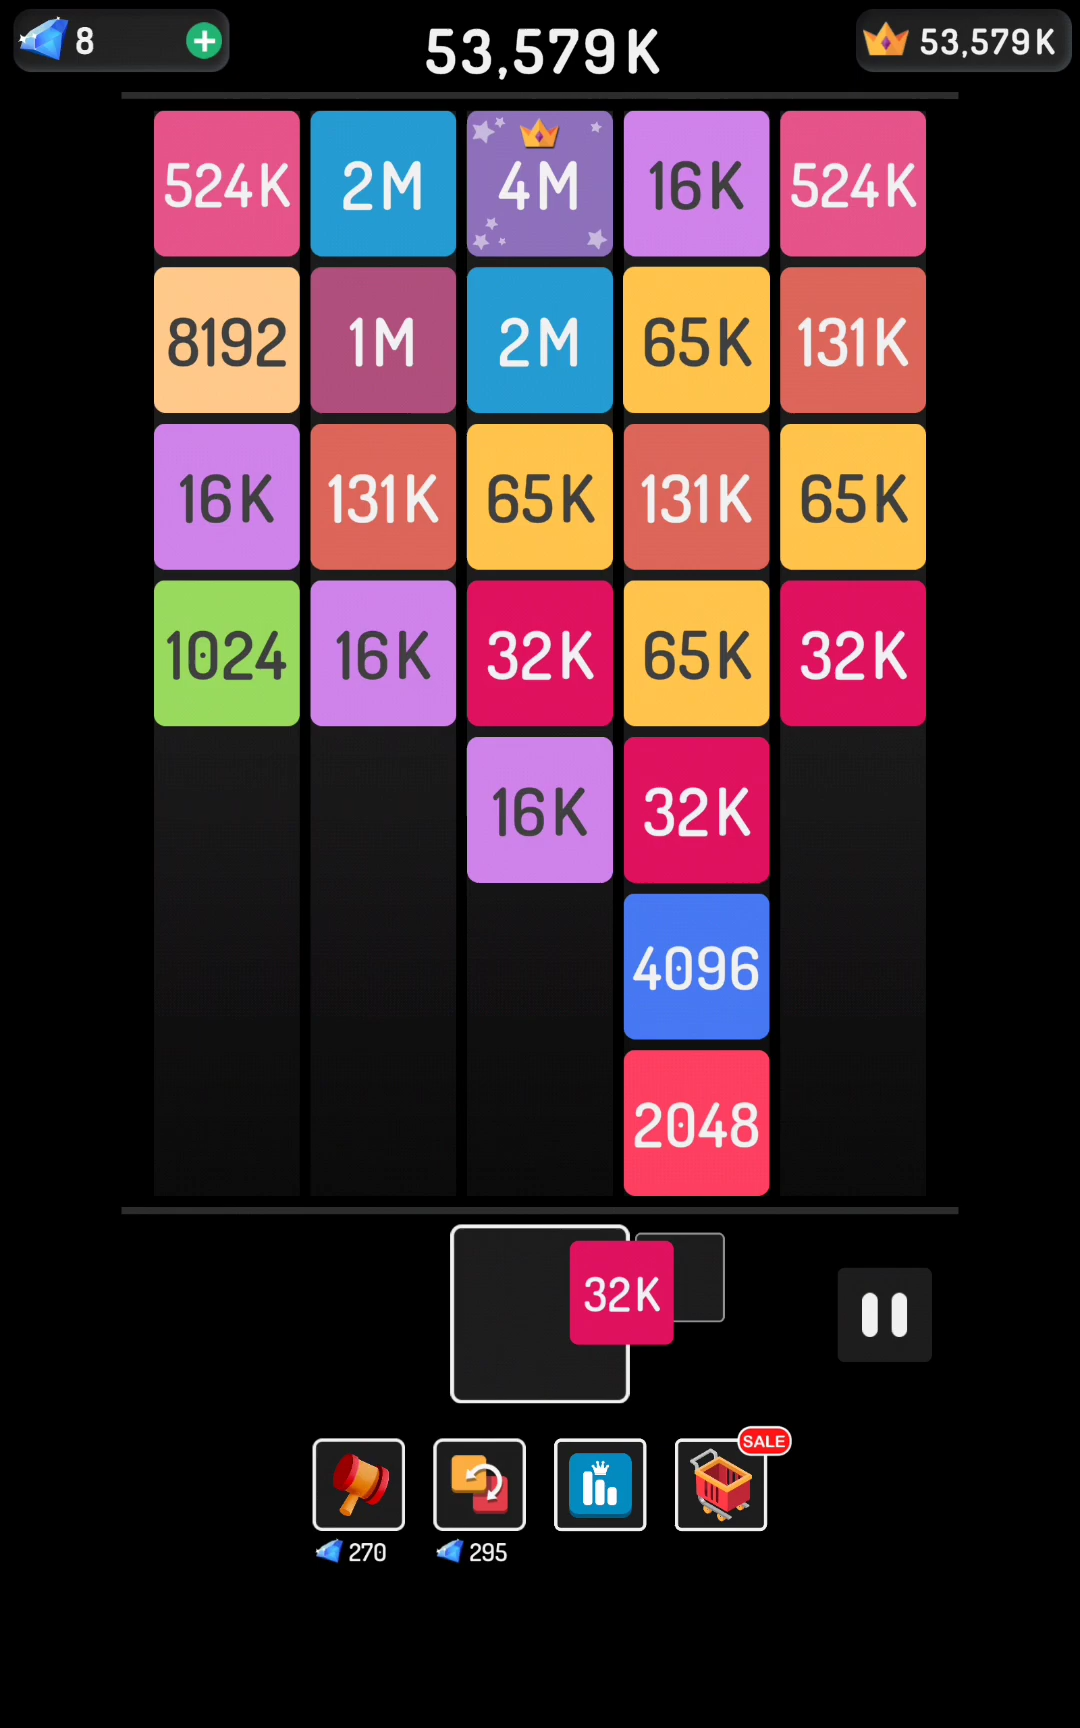 8 53,579K 53,579K
524K 2M 4M 16K 524K
8192 1M 2M 65K 131K
16K 131K 65K 131K 65K
1024 16K 32K 65K 32K
16K 32K
4096
2048
32K
SALE
270 295